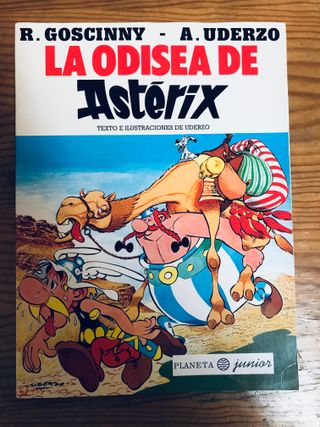 R. GOSCINNY - A. UDERZO
LA ODISEA DE
Astérix
TEXTO E ILUSTRACIONES DE UDERZO
UDERZO
PLANETA junior